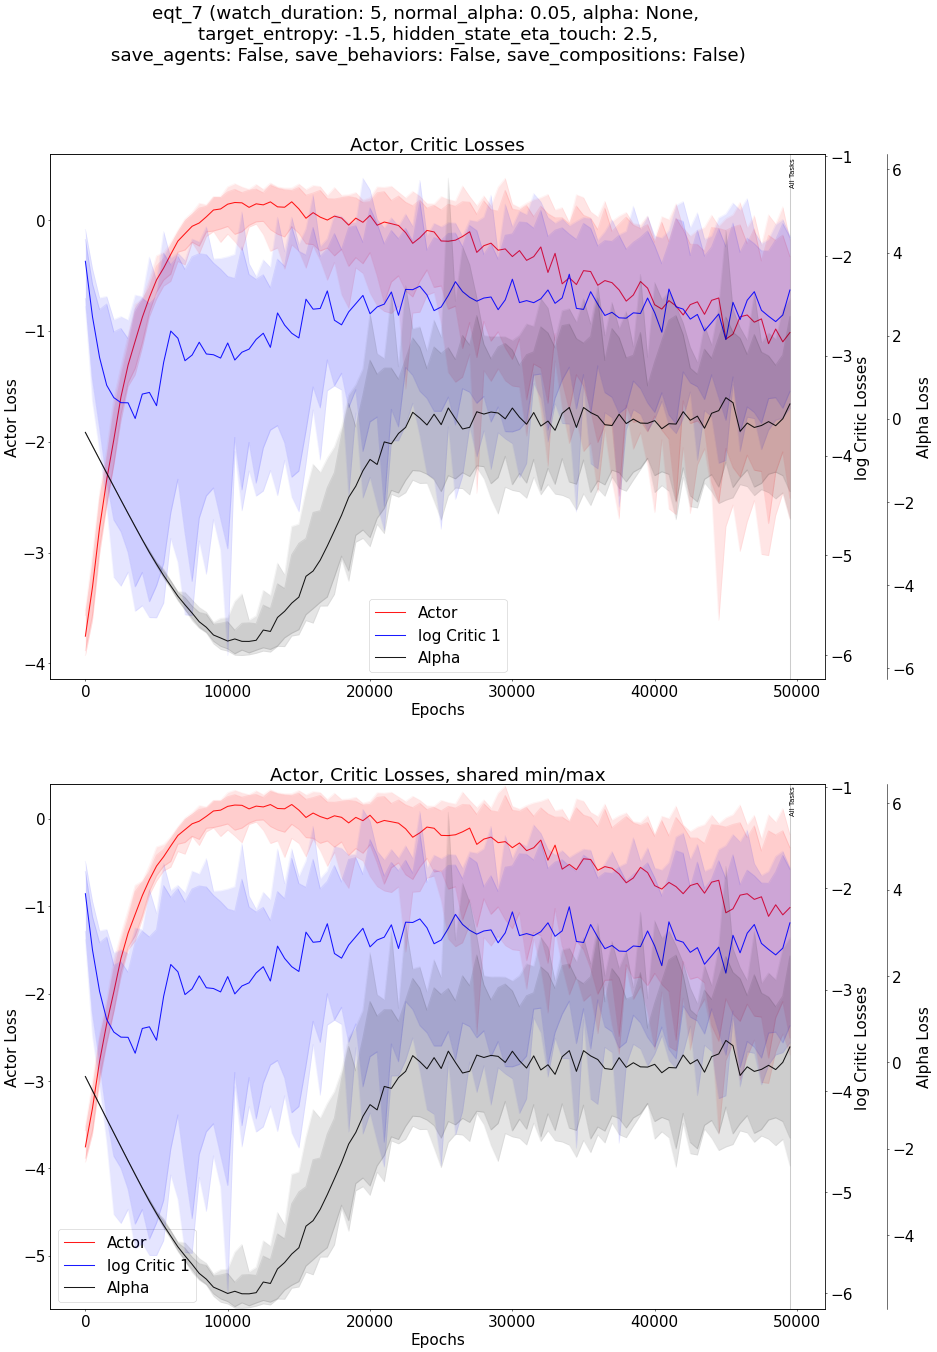 eqt_7 (watch_duration: 5, normal_alpha: 0.05, alpha: None,
target_entropy: -1.5, hidden_state_eta_touch: 2.5,
save_agents: False, save_behaviors: False, save_compositions: False)
Actor, Critic Losses
All Tasks
0
−1
−2
−3
−4
Actor Loss
−1
−2
−3
−4
−5
−6
log Critic Losses
6
4
2
0
−2
−4
−6
Alpha Loss
Actor
log Critic 1
Alpha
0
10000
20000
30000
40000
50000
Epochs
Actor, Critic Losses, shared min/max
All Tasks
0
−1
−2
−3
−4
−5
Actor Loss
−1
−2
−3
−4
−5
−6
log Critic Losses
6
4
2
0
−2
−4
Alpha Loss
Actor
log Critic 1
Alpha
0
10000
20000
30000
40000
50000
Epochs